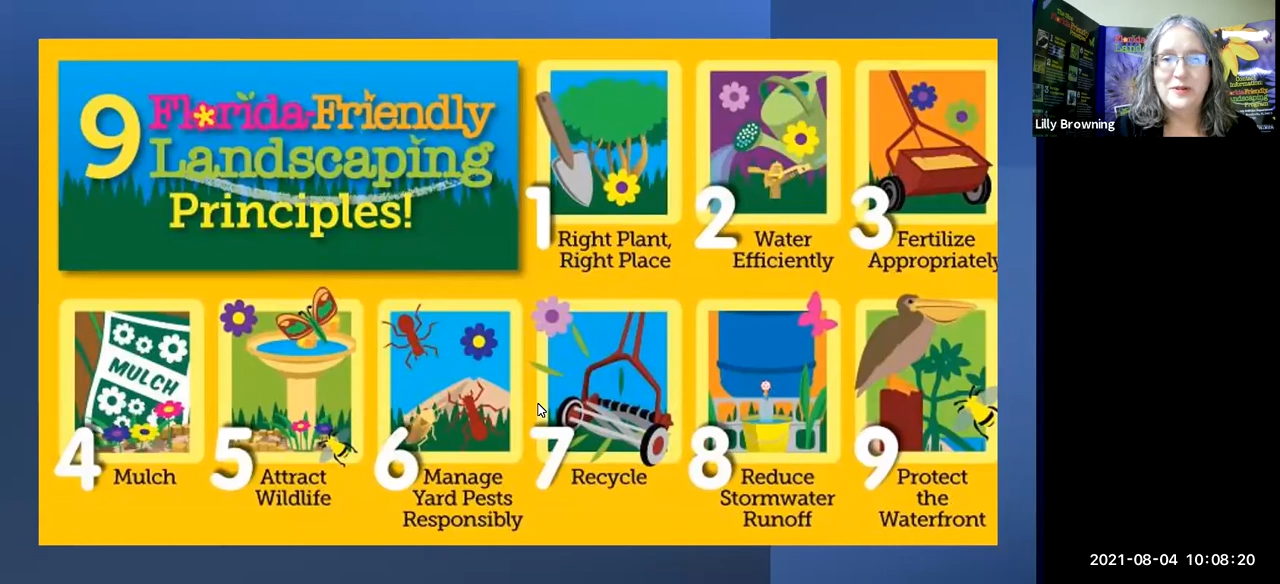 9 Florida-Friendly
Landscaping
Principles!
1 Right Plant,
Right Place
2 Water
Efficiently
3 Fertilize
Appropriately
MULCH
4 Mulch
5 Attract
Wildlife
6 Manage
Yard Pests
Responsibly
7 Recycle
8 Reduce
Stormwater
Runoff
9 Protect
the
Waterfront
Lilly Browning
2021-08-04 10:08:20